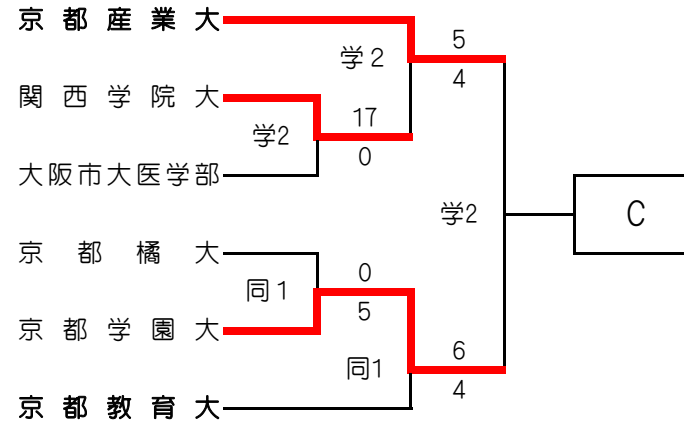 京都産業大
5
学２
4
関西学院大
17
学2
0
大阪市大医学部
学2
C
京都橘大
0
同１
5
京都学園大
6
同1
4
京都教育大